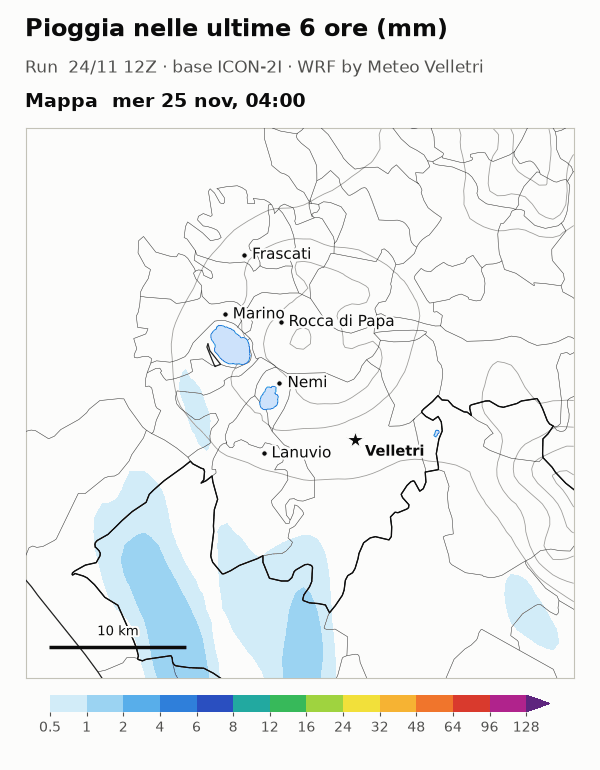 Pioggia nelle ultime 6 ore (mm)
Run  24/11 12Z · base ICON-2I · WRF by Meteo Velletri
Mappa  mer 25 nov, 04:00
Frascati
Marino
Rocca di Papa
Nemi
Velletri
Lanuvio
10 km
0.5 1 2 4 6 8 12 16 24 32 48 64 96 128